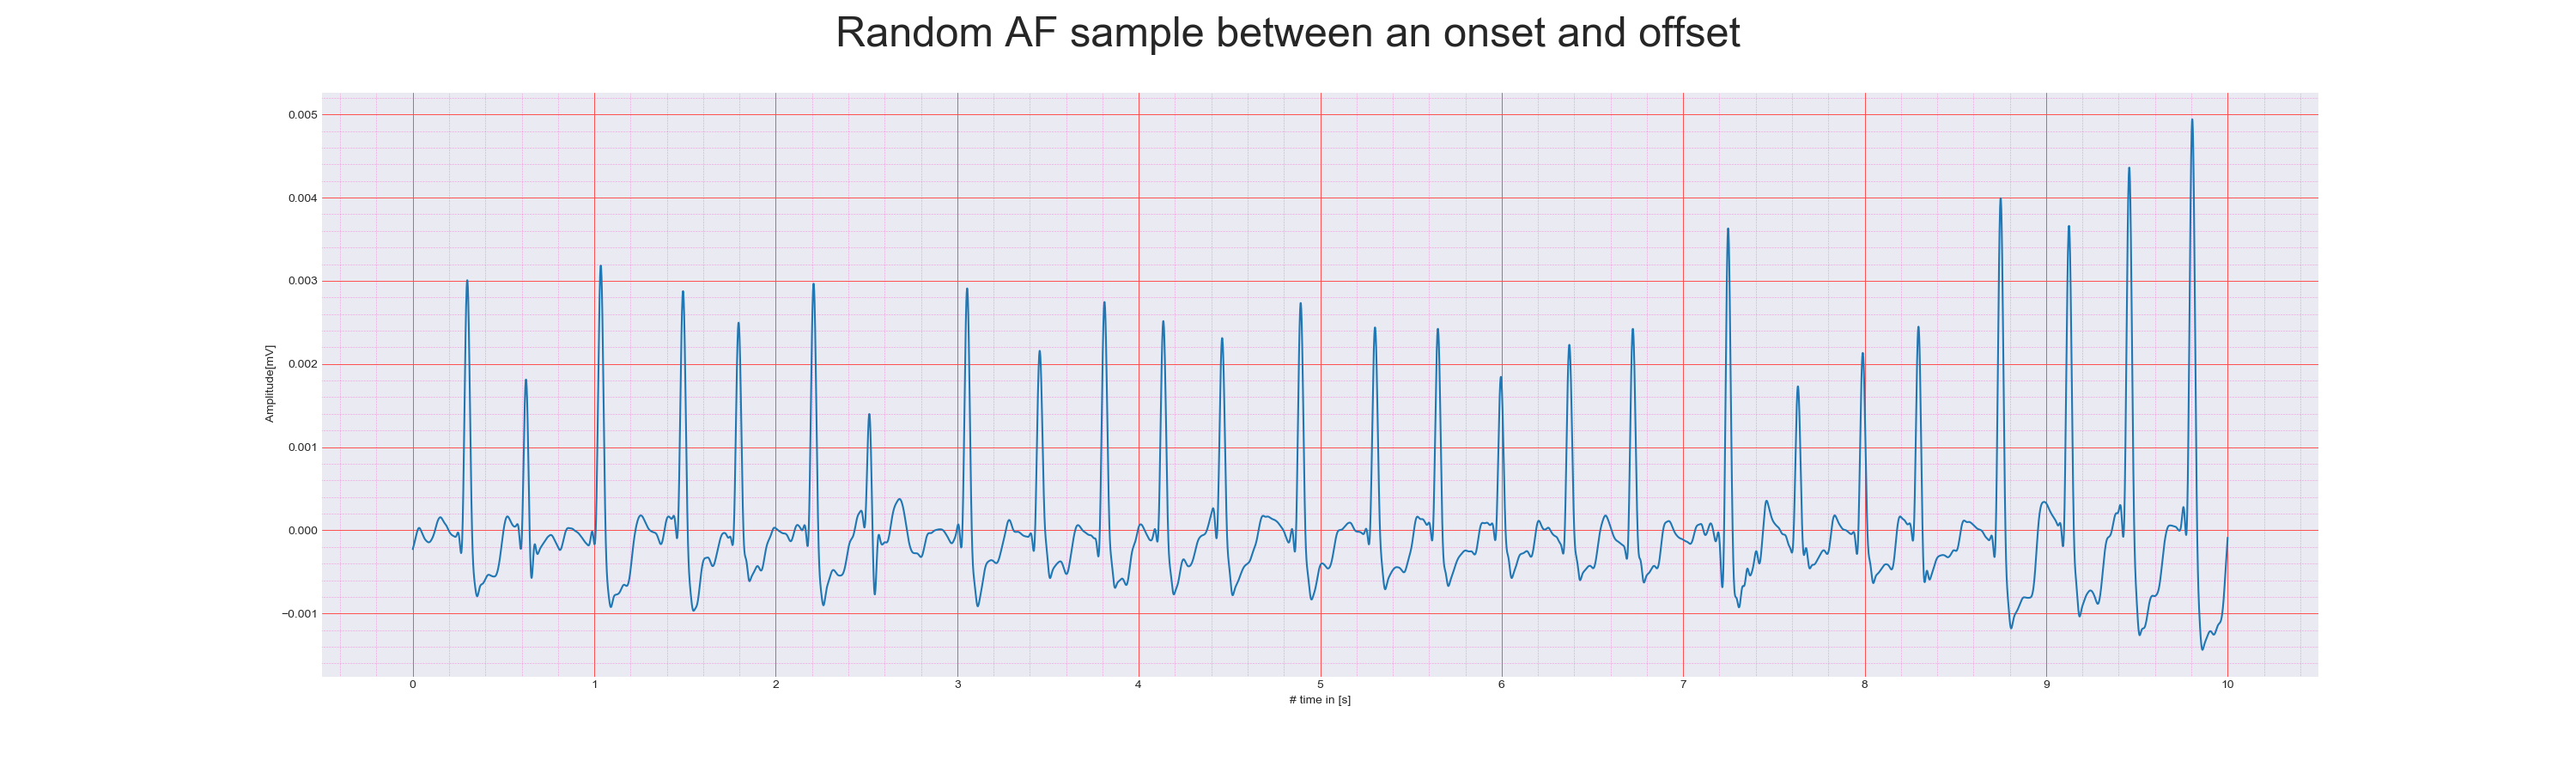 Random AF sample between an onset and offset
0.005
0.004
0.003
0.002
0.001
0.000
−0.001
Amplitude[mV]
0 1 2 3 4 5 6 7 8 9 10
# time in [s]